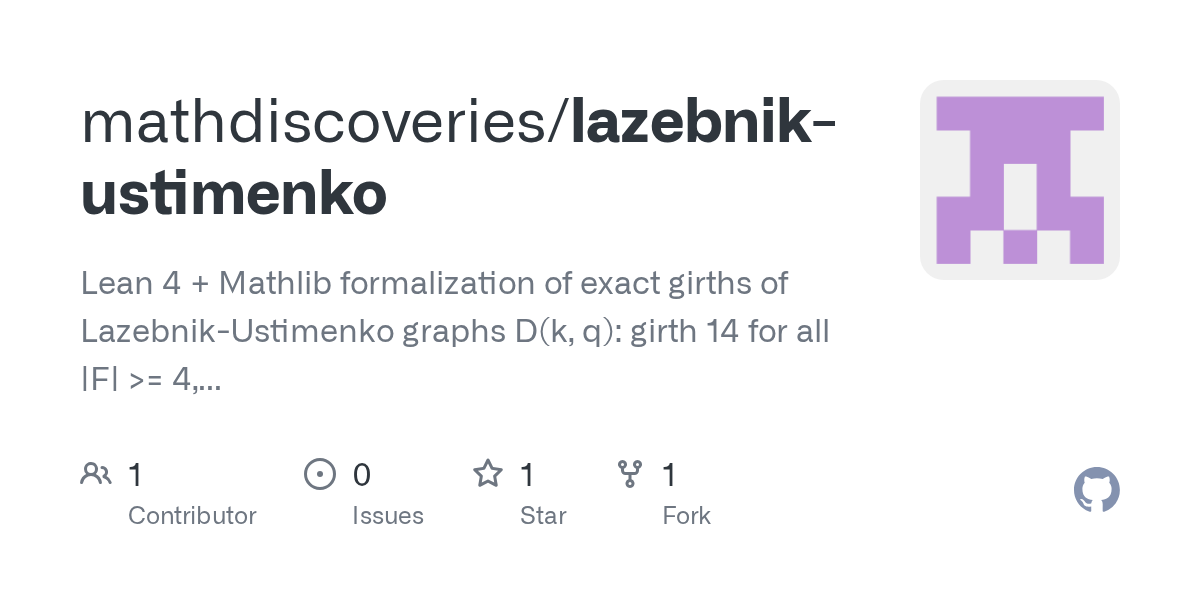 mathdiscoveries/lazebnik-
ustimenko
Lean 4 + Mathlib formalization of exact girths of
Lazebnik-Ustimenko graphs D(k, q): girth 14 for all
|F| >= 4,...
1 0 1 1
Contributor Issues Star Fork